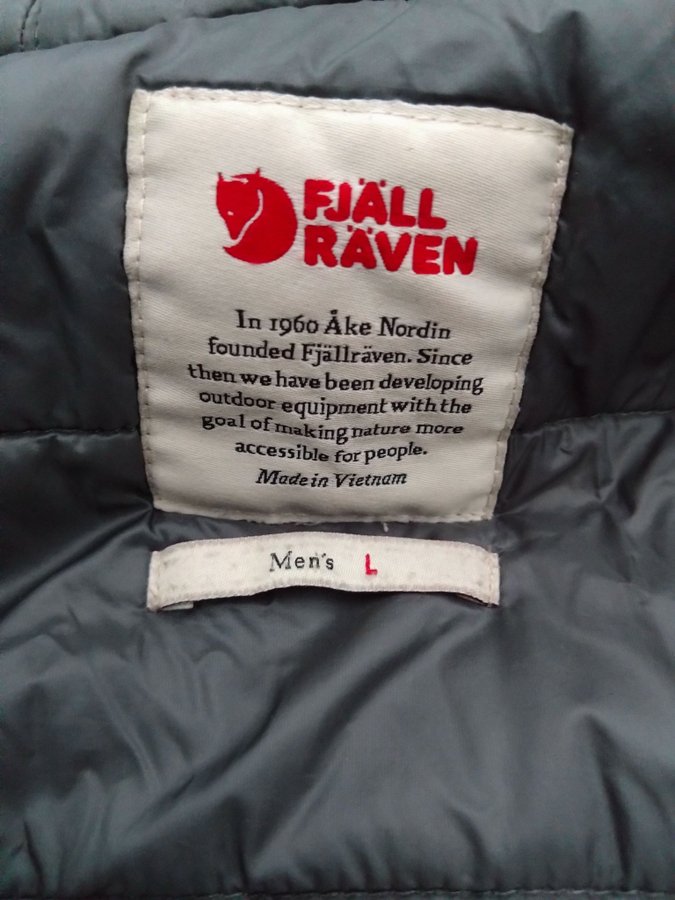 FJÄLL
RÄVEN
In 1960 Åke Nordin
founded Fjällräven. Since
then we have been developing
outdoor equipment with the
goal of making nature more
accessible for people.
Made in Vietnam
Men's L